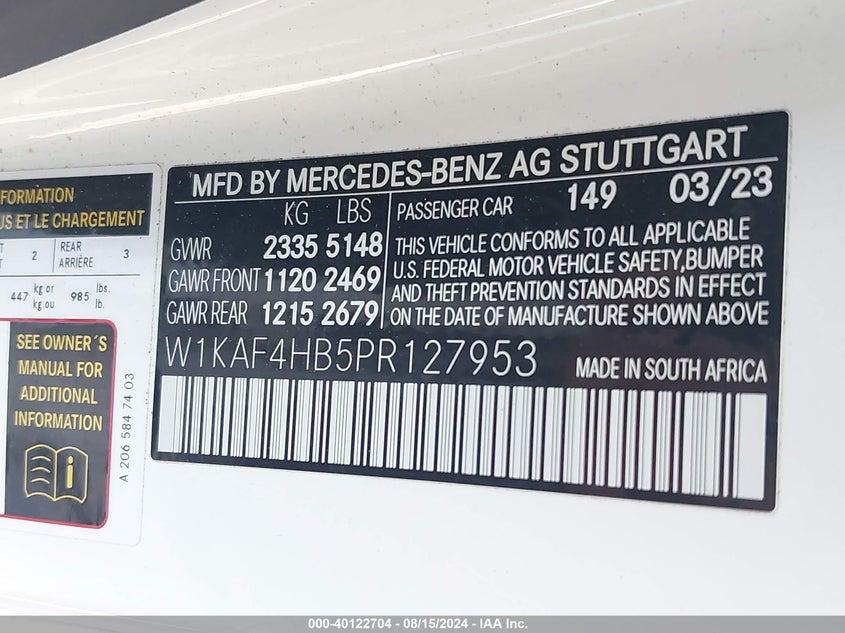 NFORMATION
US ET LE CHARGEMENT
2 REAR ARRIÈRE 3
447 kg or kg ou 985 lbs. lb.
SEE OWNER´S
MANUAL FOR
ADDITIONAL
INFORMATION
A 206 584 74 03
MFD BY MERCEDES-BENZ AG STUTTGART
KG LBS
GVWR 2335 5148
GAWR FRONT 1120 2469
GAWR REAR 1215 2679
PASSENGER CAR 149 03/23
THIS VEHICLE CONFORMS TO ALL APPLICABLE
U.S. FEDERAL MOTOR VEHICLE SAFETY,BUMPER
AND THEFT PREVENTION STANDARDS IN EFFECT
ON THE DATE OF MANUFACTURE SHOWN ABOVE
W1KAF4HB5PR127953 MADE IN SOUTH AFRICA
000-40122704 - 08/15/2024 - IAA Inc.